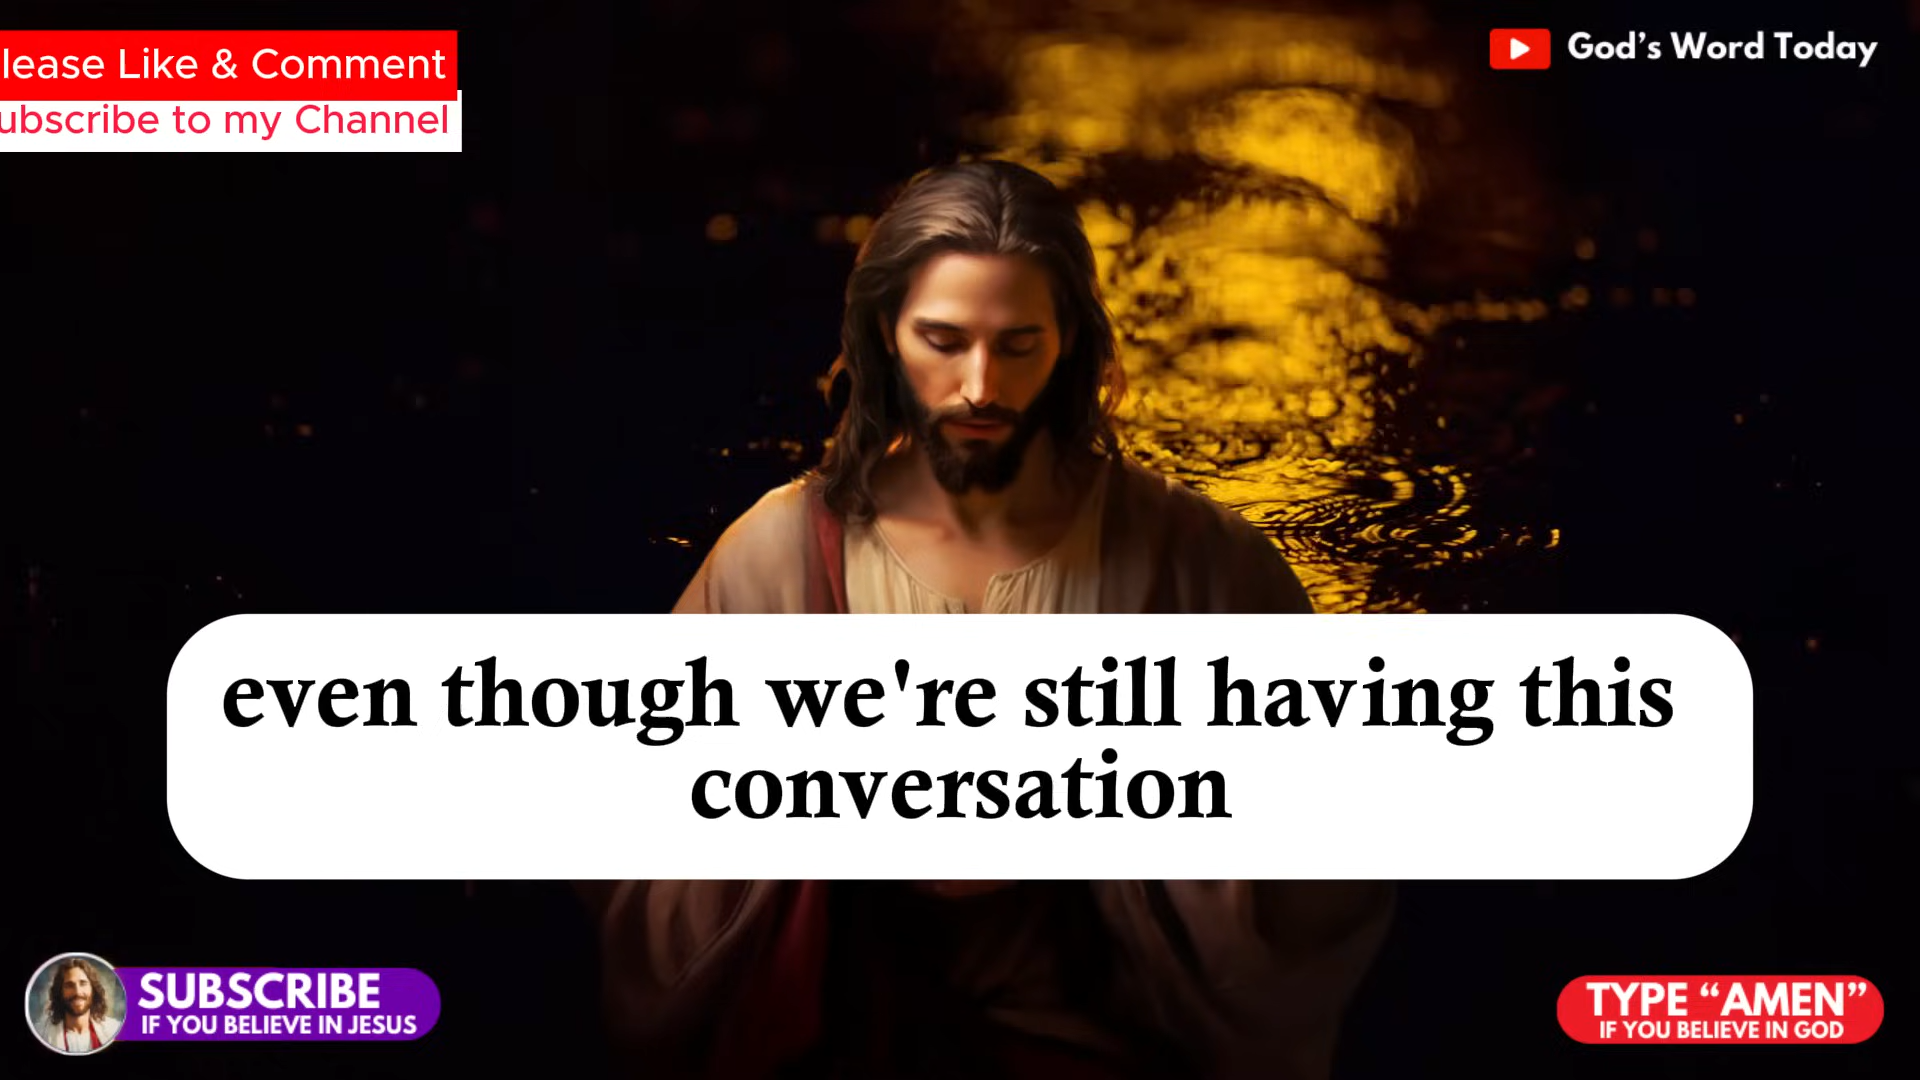 lease Like & Comment
ubscribe to my Channel
God's Word Today
even though we're still having this
conversation
SUBSCRIBE
IF YOU BELIEVE IN JESUS
TYPE “AMEN”
IF YOU BELIEVE IN GOD